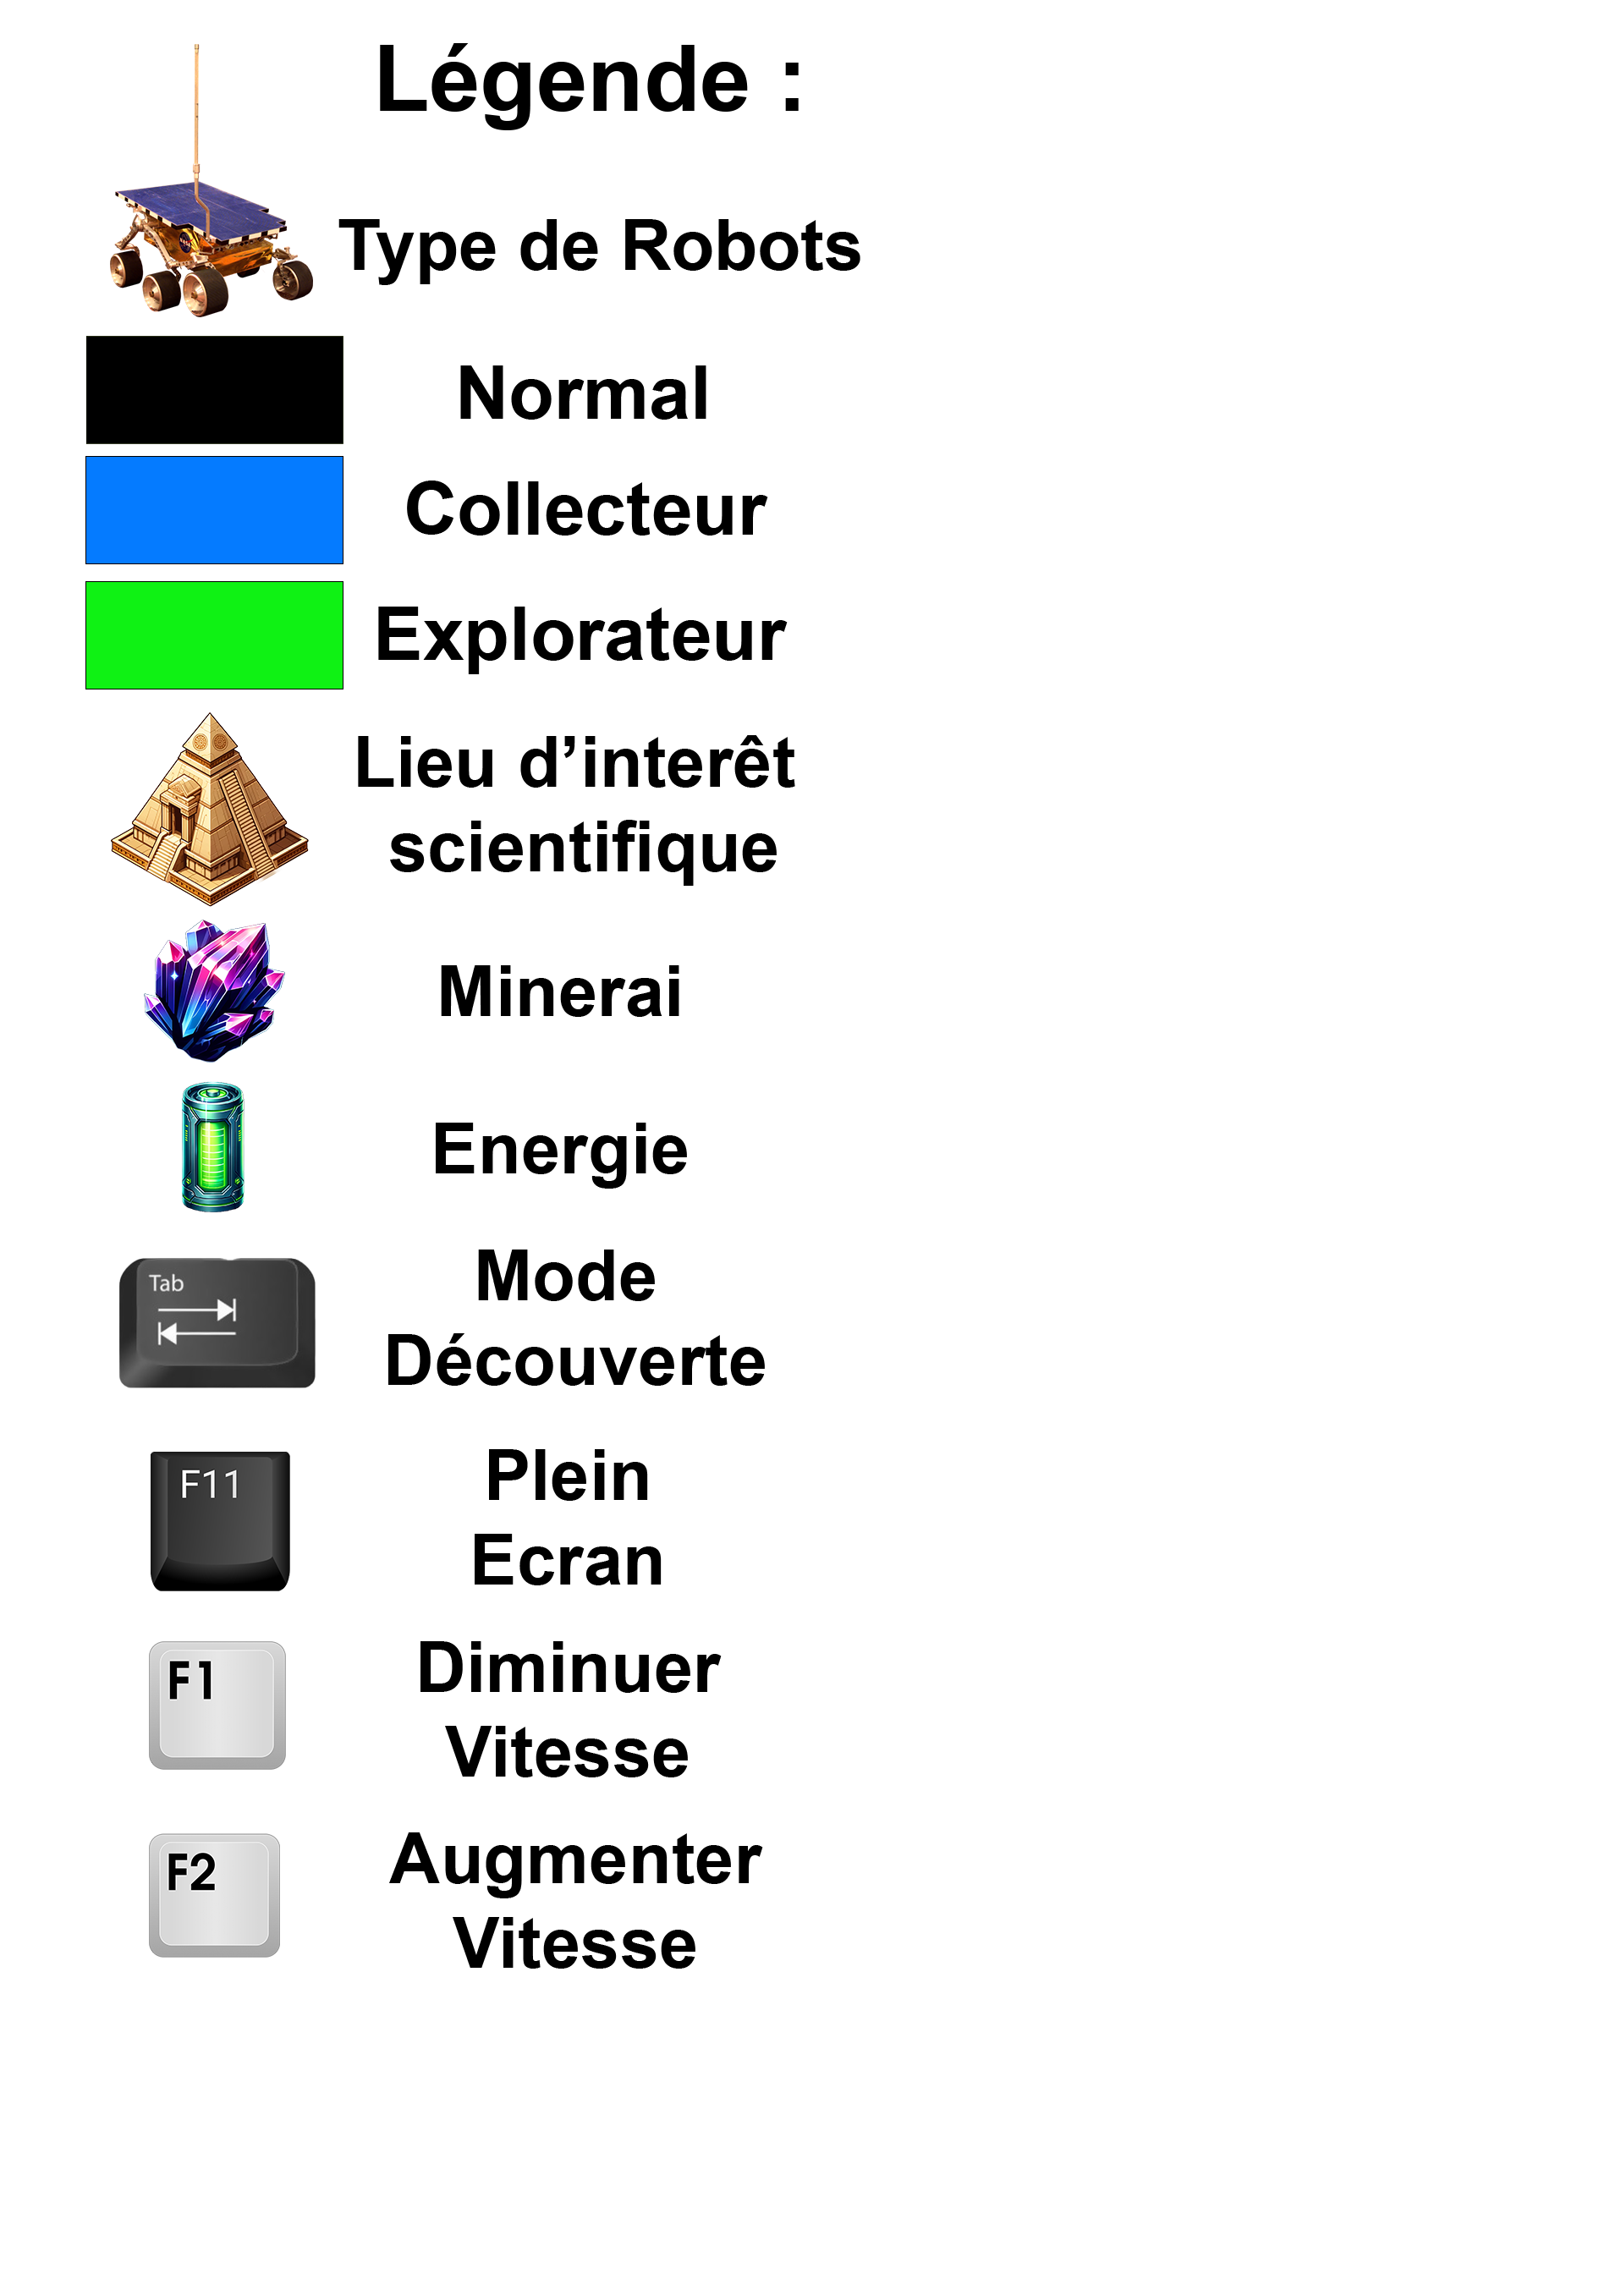 Légende :
Type de Robots
Normal
Collecteur
Explorateur
Lieu d’interêt
scientifique
Minerai
Energie
Tab
Mode
Découverte
F11
Plein
Ecran
F1
Diminuer
Vitesse
F2
Augmenter
Vitesse